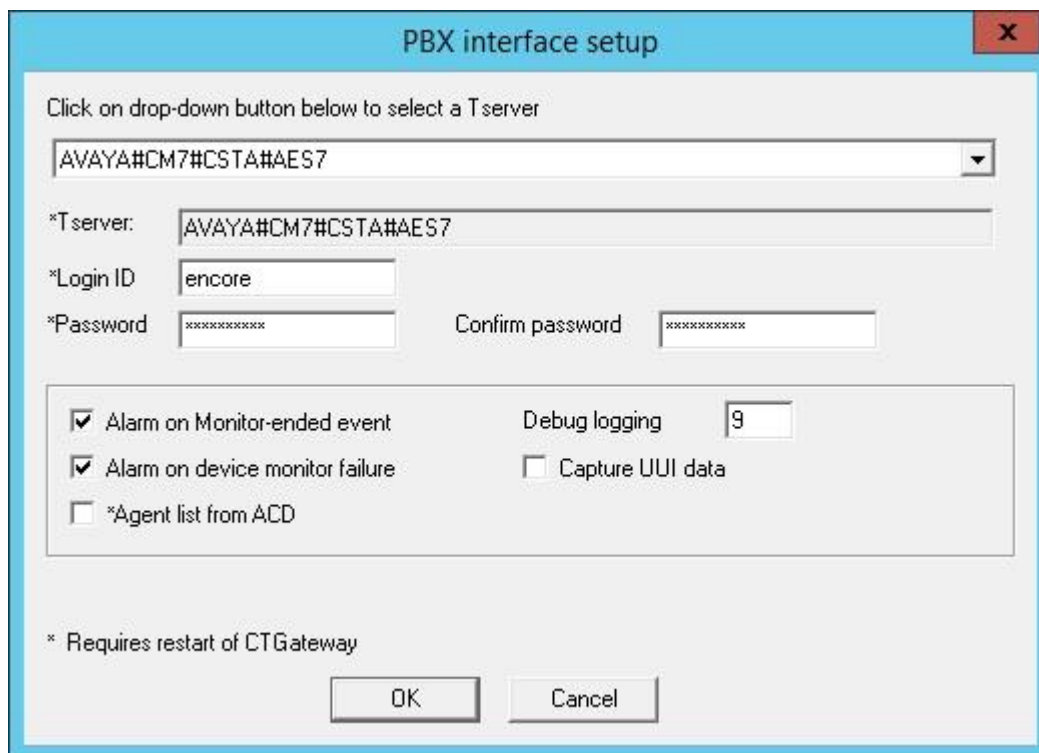 PBX interface setup
x
Click on drop-down button below to select a Tserver
AVAYA#CM7#CSTA#AES7
*Tserver: AVAYA#CM7#CSTA#AES7
*Login ID encore
*Password xxxxxxxxxx Confirm password xxxxxxxxxx
Alarm on Monitor-ended event Debug logging 9
Alarm on device monitor failure Capture UUI data
*Agent list from ACD
* Requires restart of CTGateway
OK Cancel